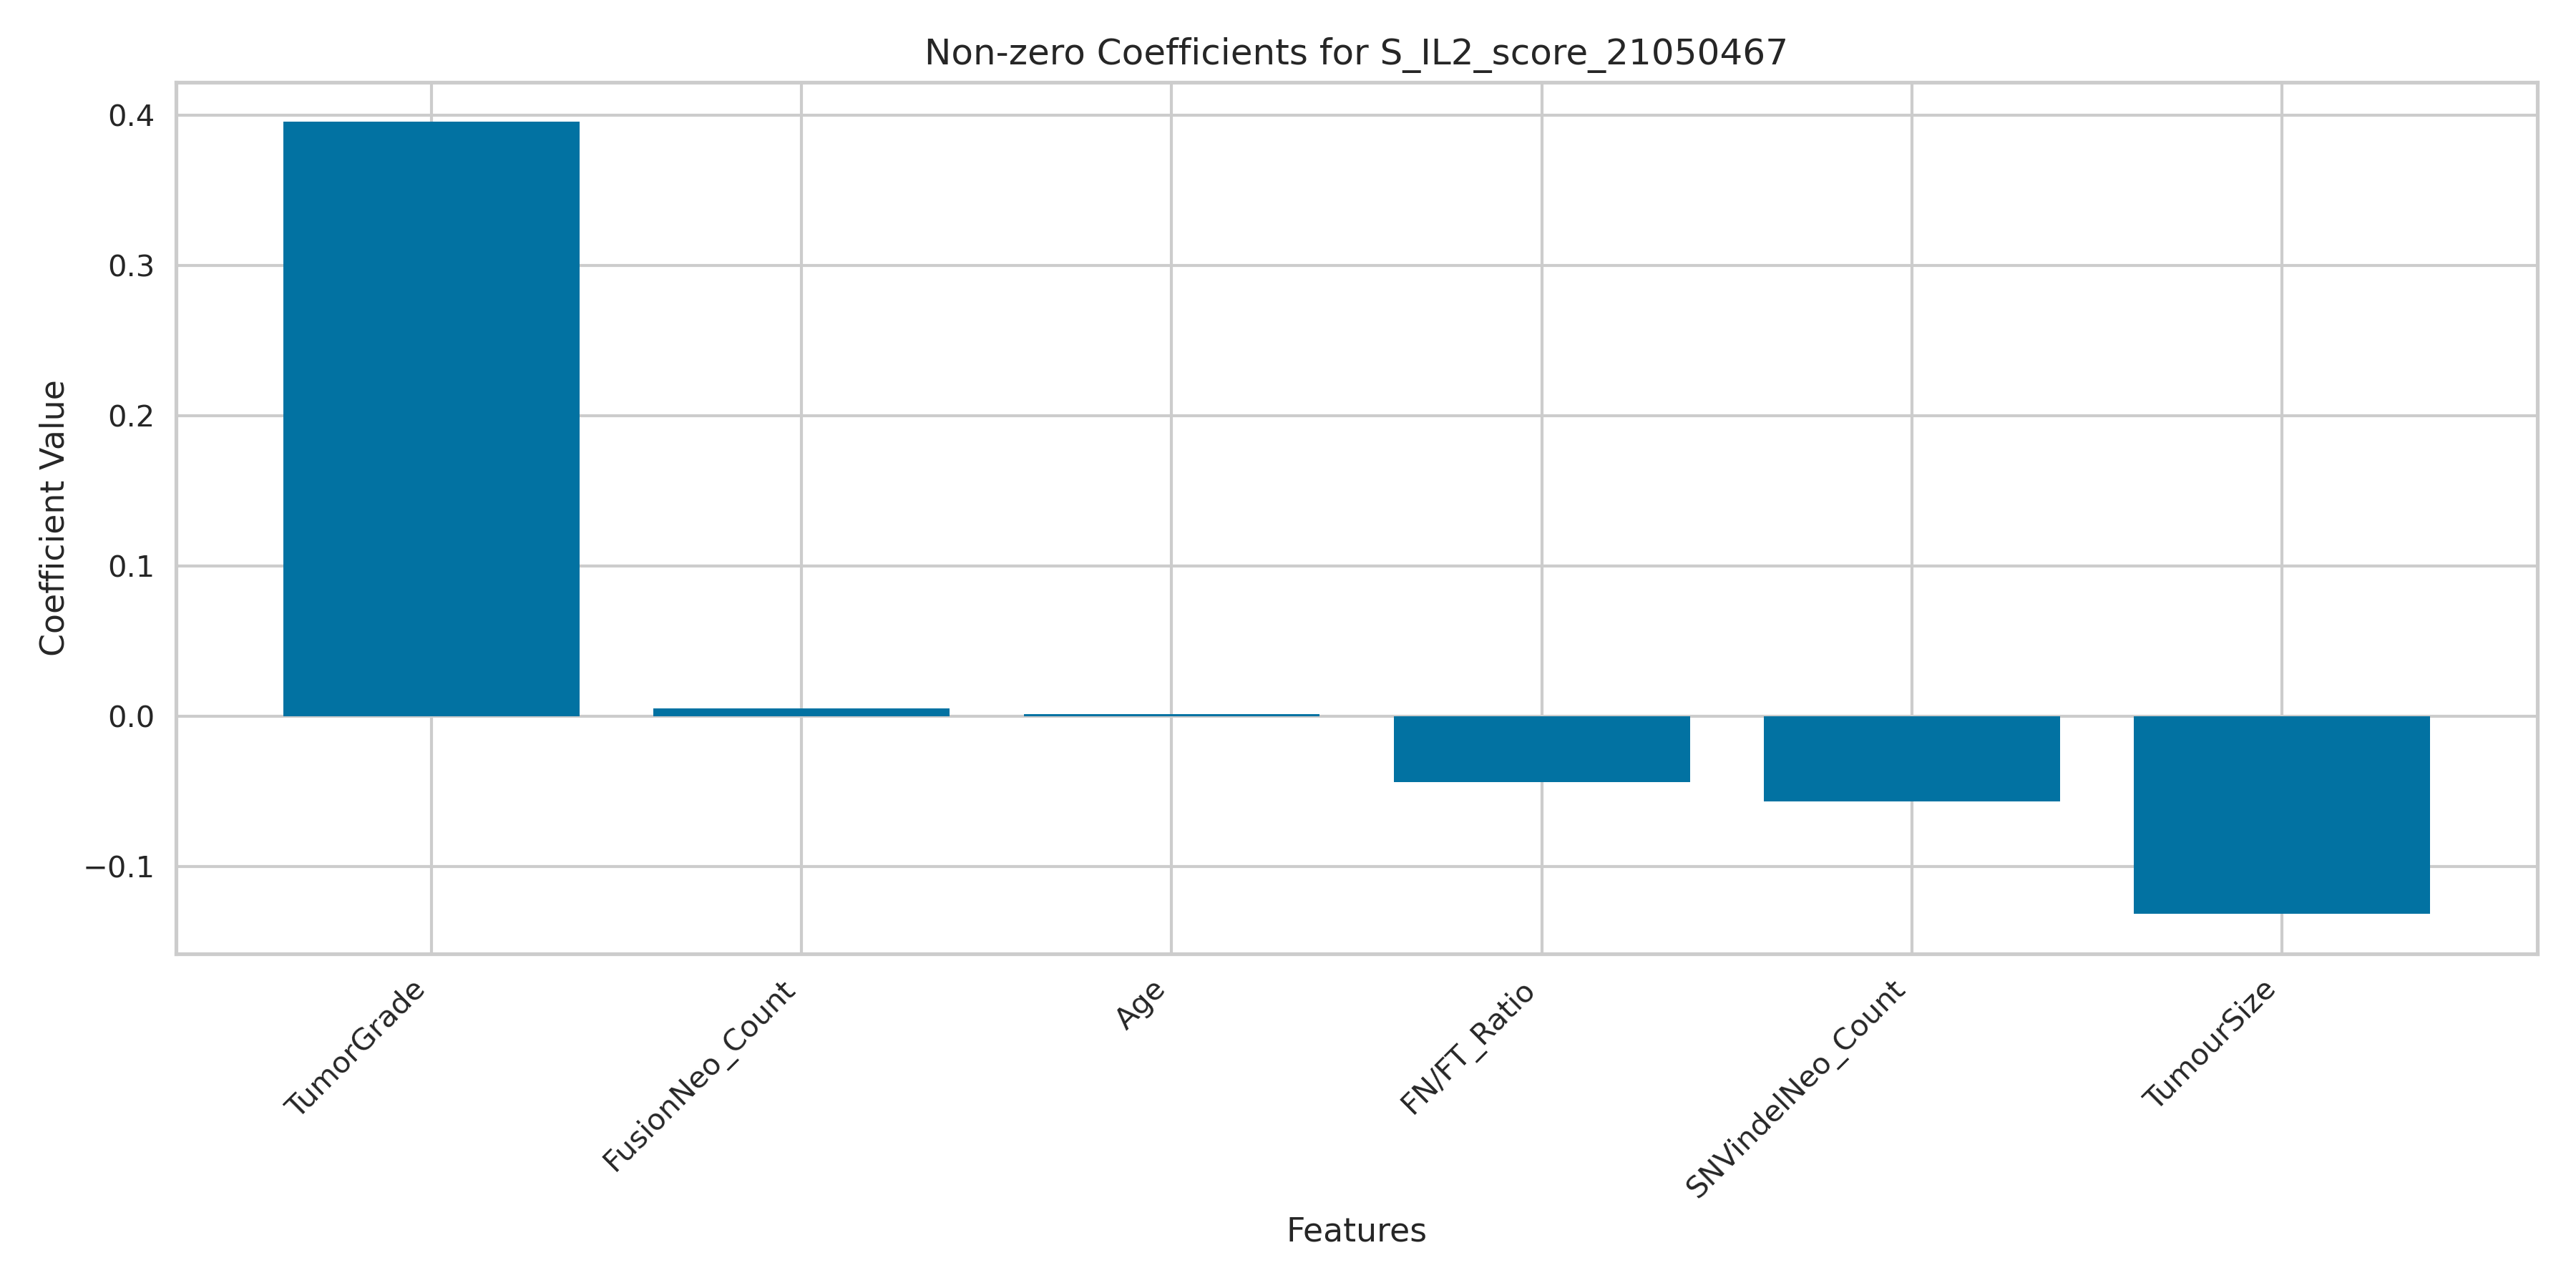 Non-zero Coefficients for S_IL2_score_21050467
Coefficient Value
0.4
0.3
0.2
0.1
0.0
−0.1
TumorGrade
FusionNeo_Count
Age
FN/FT_Ratio
SNVindelNeo_Count
TumourSize
Features